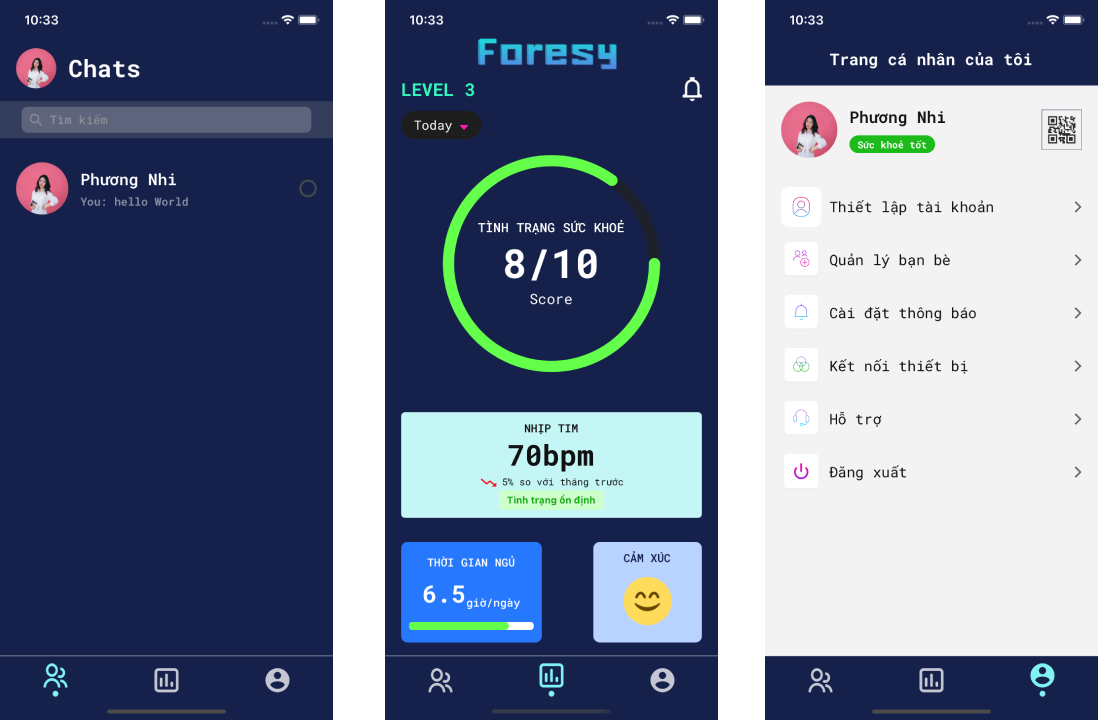 10:33
Chats
Tìm kiếm
Phương Nhi
You: hello World
10:33
Foresy
LEVEL 3
Today
TÌNH TRẠNG SỨC KHOẺ
8/10
Score
NHỊP TIM
70bpm
5% so với tháng trước
Tình trạng ổn định
THỜI GIAN NGỦ
6.5giờ/ngày
CẢM XÚC
10:33
Trang cá nhân của tôi
Phương Nhi
Sức khoẻ tốt
Thiết lập tài khoản
Quản lý bạn bè
Cài đặt thông báo
Kết nối thiết bị
Hỗ trợ
Đăng xuất